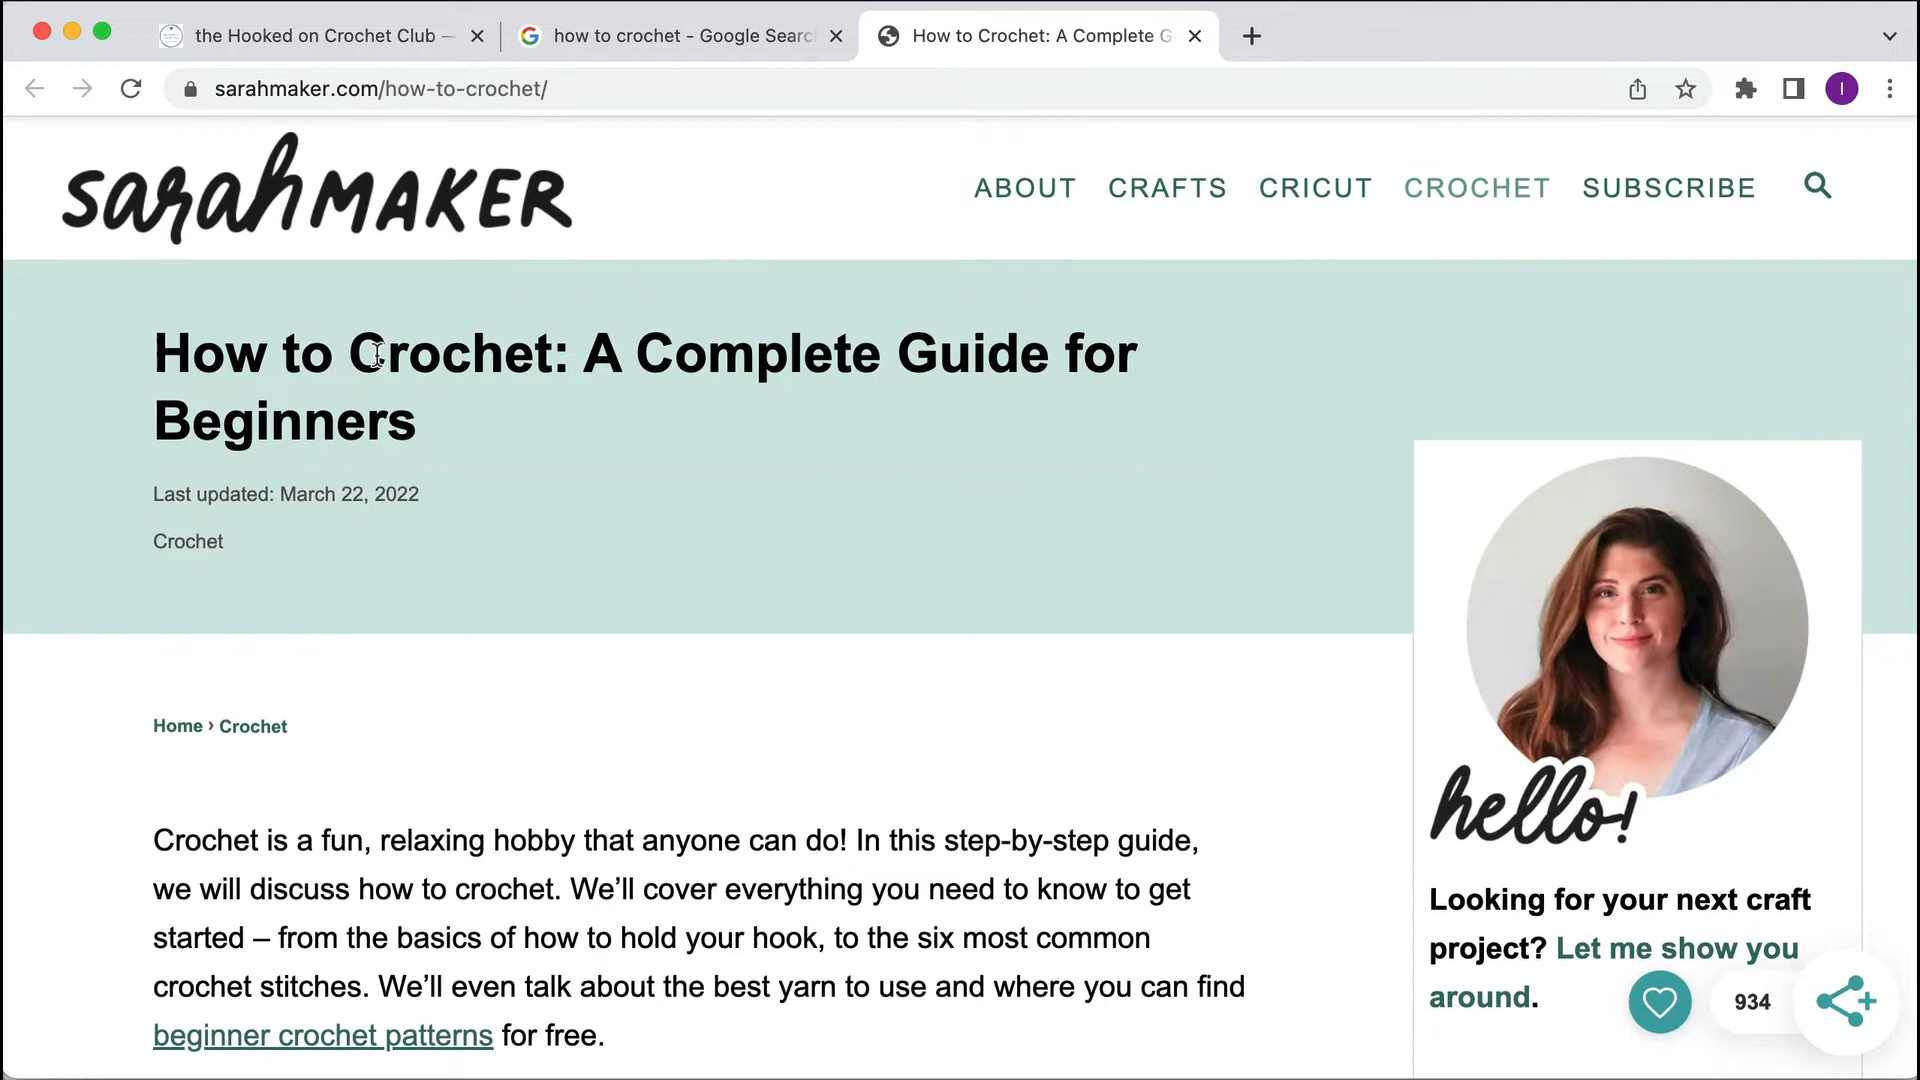 the Hooked on Crochet Club —
how to crochet - Google Searc
How to Crochet: A Complete G
sarahmaker.com/how-to-crochet/
I
sarah MAKER
ABOUT CRAFTS CRICUT CROCHET SUBSCRIBE
How to Crochet: A Complete Guide for
Beginners
Last updated: March 22, 2022
Crochet
Home › Crochet
Crochet is a fun, relaxing hobby that anyone can do! In this step-by-step guide,
we will discuss how to crochet. We’ll cover everything you need to know to get
started – from the basics of how to hold your hook, to the six most common
crochet stitches. We’ll even talk about the best yarn to use and where you can find
beginner crochet patterns for free.
hello!
Looking for your next craft
project? Let me show you
around.
934